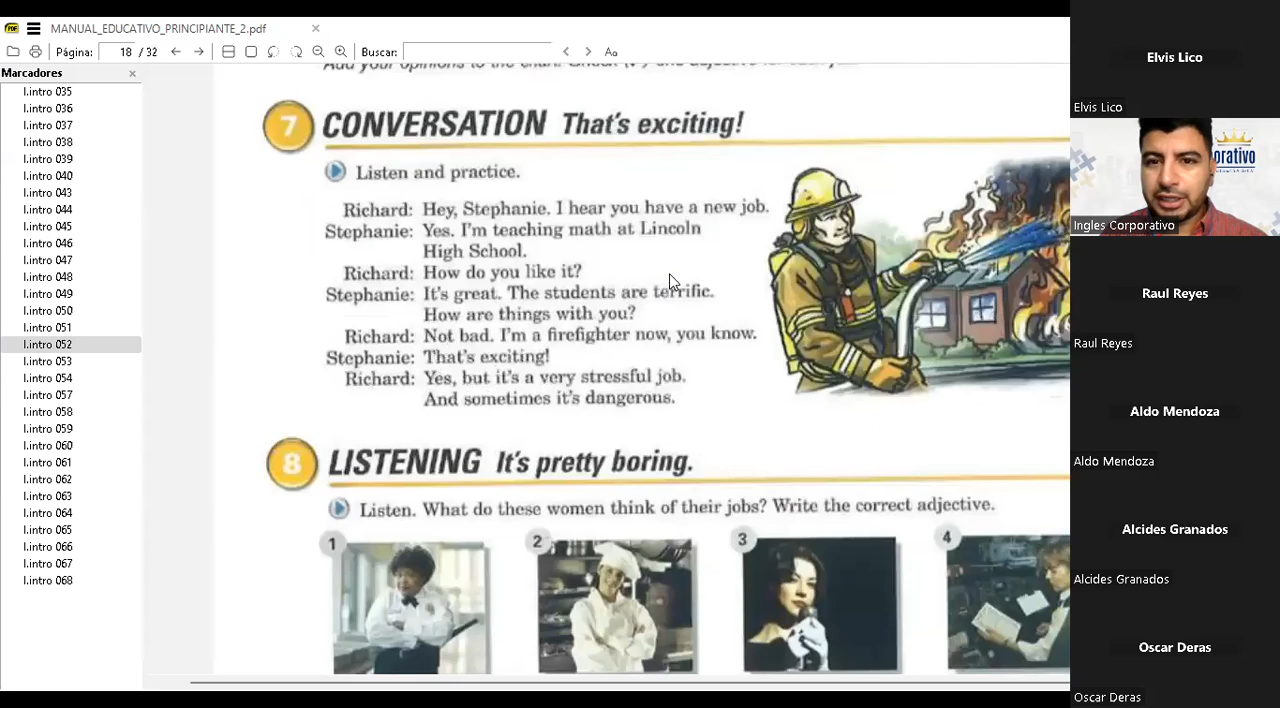 MANUAL_EDUCATIVO_PRINCIPIANTE_2.pdf
Página: 18 / 32
Buscar:
Aa
Marcadores
I.intro 035
I.intro 036
I.intro 037
I.intro 038
I.intro 039
I.intro 040
I.intro 043
I.intro 044
I.intro 045
I.intro 046
I.intro 047
I.intro 048
I.intro 049
I.intro 050
I.intro 051
I.intro 052
I.intro 053
I.intro 054
I.intro 057
I.intro 058
I.intro 059
I.intro 060
I.intro 061
I.intro 062
I.intro 063
I.intro 064
I.intro 065
I.intro 066
I.intro 067
I.intro 068
Add your opinions to the chart.
7 CONVERSATION That's exciting!
Listen and practice.
Richard: Hey, Stephanie. I hear you have a new job.
Stephanie: Yes. I'm teaching math at Lincoln
High School.
Richard: How do you like it?
Stephanie: It's great. The students are terrific.
How are things with you?
Richard: Not bad. I'm a firefighter now, you know.
Stephanie: That's exciting!
Richard: Yes, but it's a very stressful job.
And sometimes it's dangerous.
8 LISTENING It's pretty boring.
Listen. What do these women think of their jobs? Write the correct adjective.
1
2
3
4
Elvis Lico
Elvis Lico
Ingles Corporativo
Raul Reyes
Raul Reyes
Aldo Mendoza
Aldo Mendoza
Alcides Granados
Alcides Granados
Oscar Deras
Oscar Deras